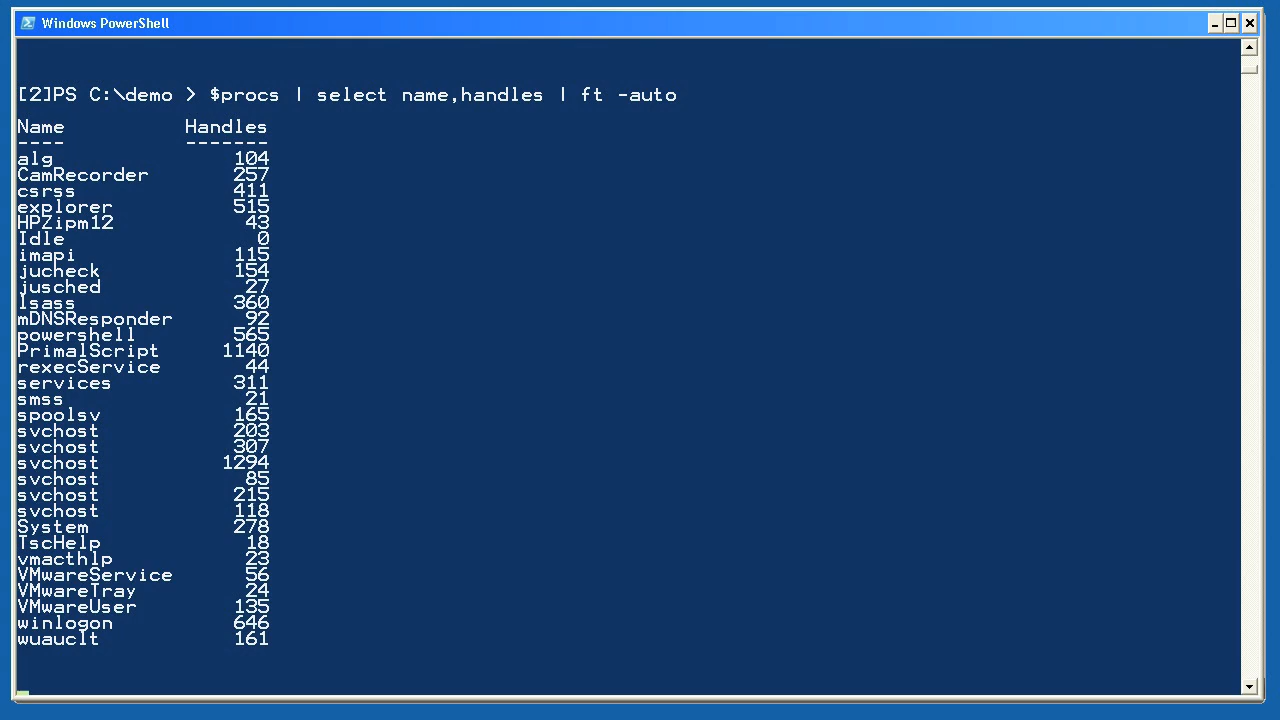 Windows PowerShell
[2]PS C:\demo > $procs | select name,handles | ft -auto
Name Handles
---- -------
alg 104
CamRecorder 257
csrss 411
explorer 515
HPZipm12 43
Idle 0
imapi 115
jucheck 154
jusched 27
lsass 360
mDNSResponder 92
powershell 565
PrimalScript 1140
rexecService 44
services 311
smss 21
spoolsv 165
svchost 203
svchost 307
svchost 1294
svchost 85
svchost 215
svchost 118
System 278
TscHelp 18
vmacthlp 23
VMwareService 56
VMwareTray 24
VMwareUser 135
winlogon 646
wuauclt 161